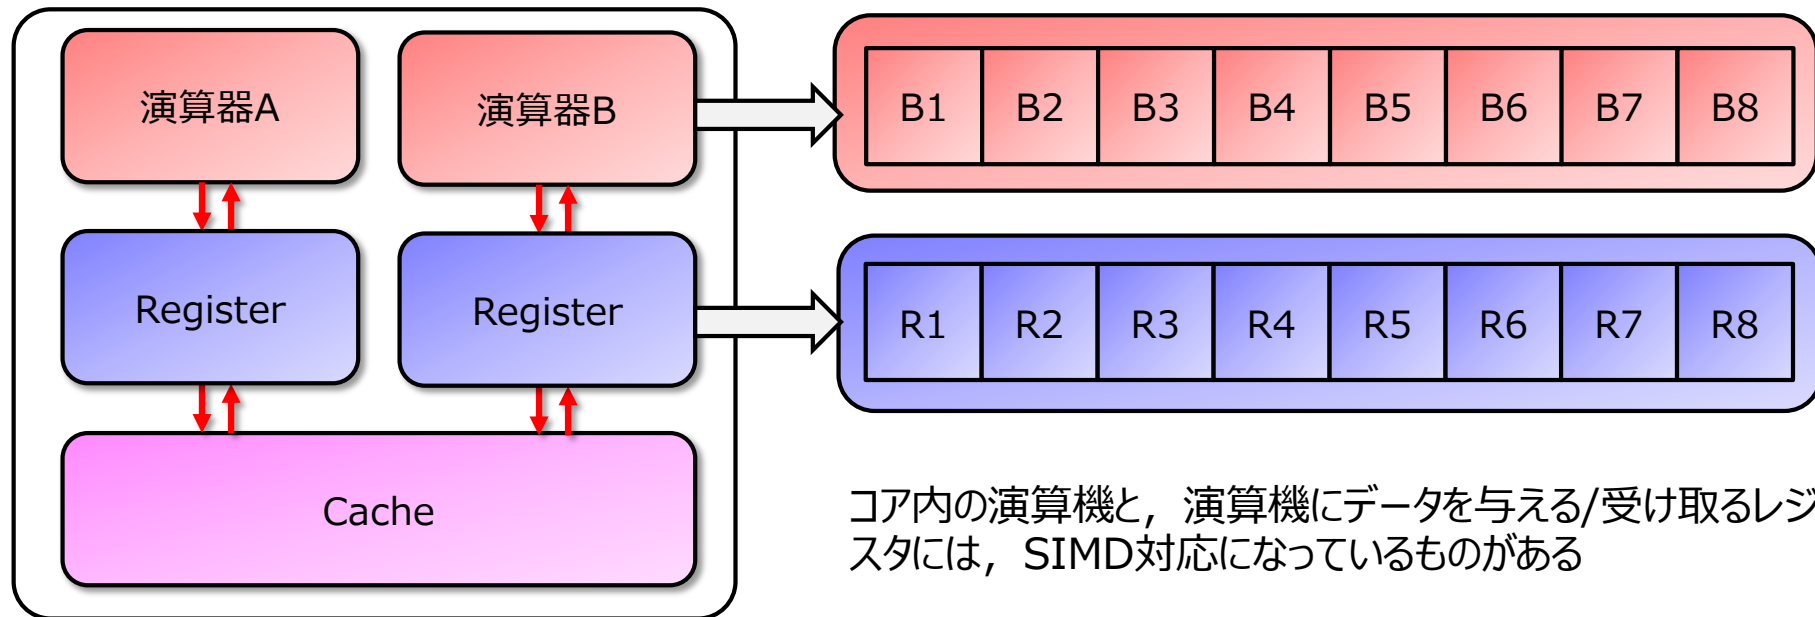 演算器A
演算器B
B1 B2 B3 B4 B5 B6 B7 B8
Register
Register
R1 R2 R3 R4 R5 R6 R7 R8
Cache
コア内の演算機と，演算機にデータを与える/受け取るレジ
スタには，SIMD対応になっているものがある